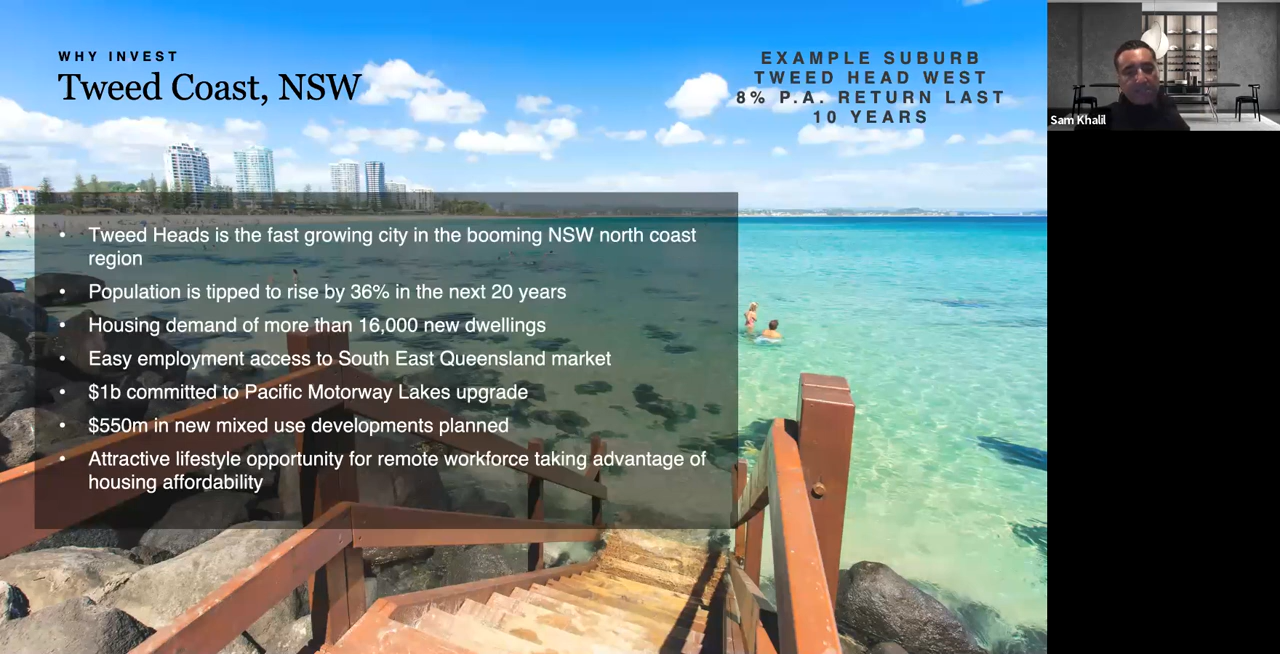 WHY INVEST
Tweed Coast, NSW
EXAMPLE SUBURB
TWEED HEAD WEST
8% P.A. RETURN LAST
10 YEARS
Sam Khalil
• Tweed Heads is the fast growing city in the booming NSW north coast
region
• Population is tipped to rise by 36% in the next 20 years
• Housing demand of more than 16,000 new dwellings
• Easy employment access to South East Queensland market
• $1b committed to Pacific Motorway Lakes upgrade
• $550m in new mixed use developments planned
• Attractive lifestyle opportunity for remote workforce taking advantage of
housing affordability